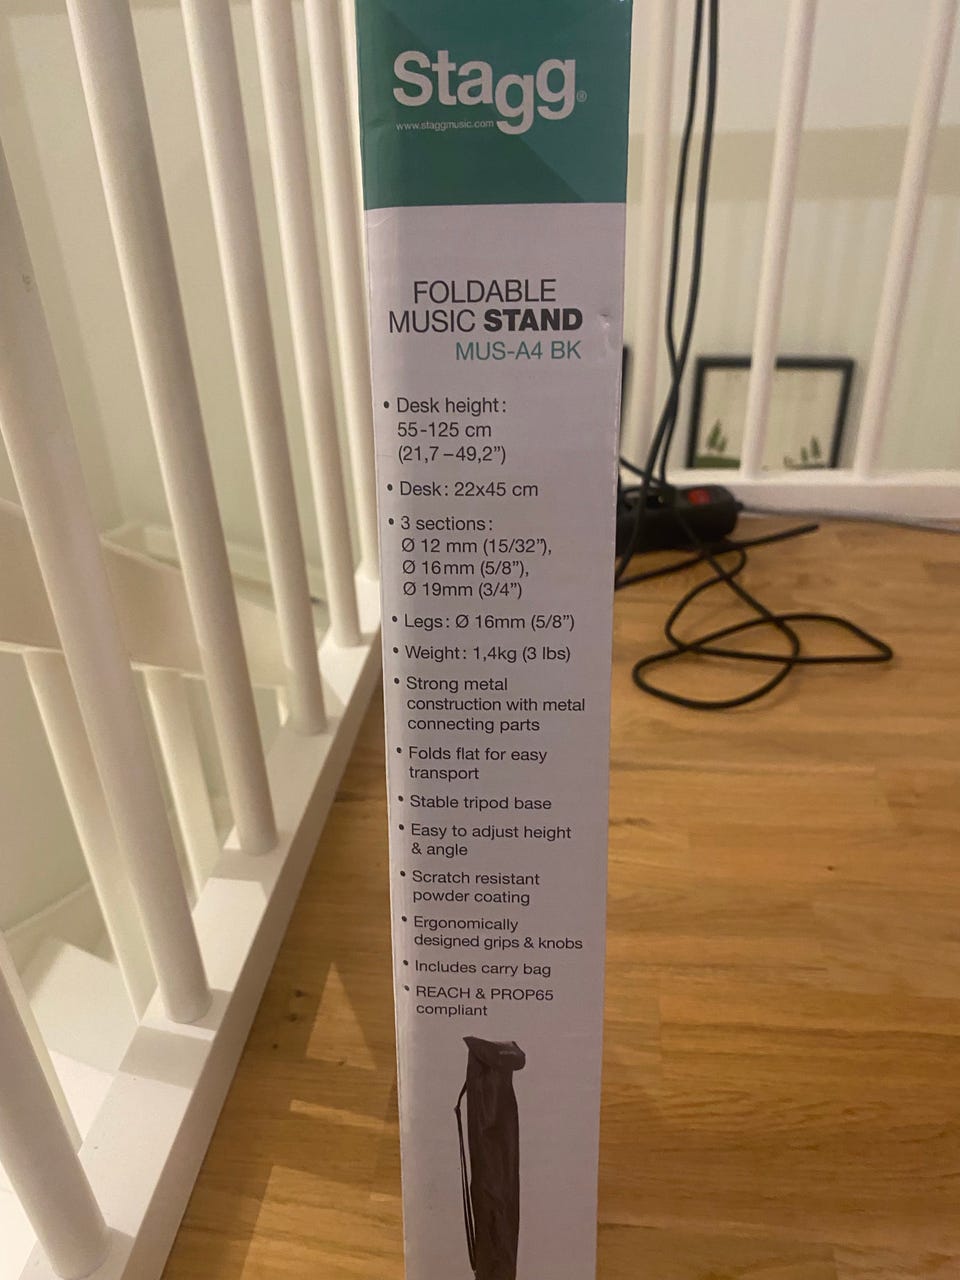 Stagg®
www.staggmusic.com
FOLDABLE
MUSIC STAND
MUS-A4 BK
• Desk height:
55-125 cm
(21,7–49,2”)
• Desk: 22x45 cm
• 3 sections:
Ø 12 mm (15/32”),
Ø 16mm (5/8”),
Ø 19mm (3/4”)
• Legs: Ø 16mm (5/8”)
• Weight: 1,4kg (3 lbs)
• Strong metal
construction with metal
connecting parts
• Folds flat for easy
transport
• Stable tripod base
• Easy to adjust height
& angle
• Scratch resistant
powder coating
• Ergonomically
designed grips & knobs
• Includes carry bag
• REACH & PROP65
compliant